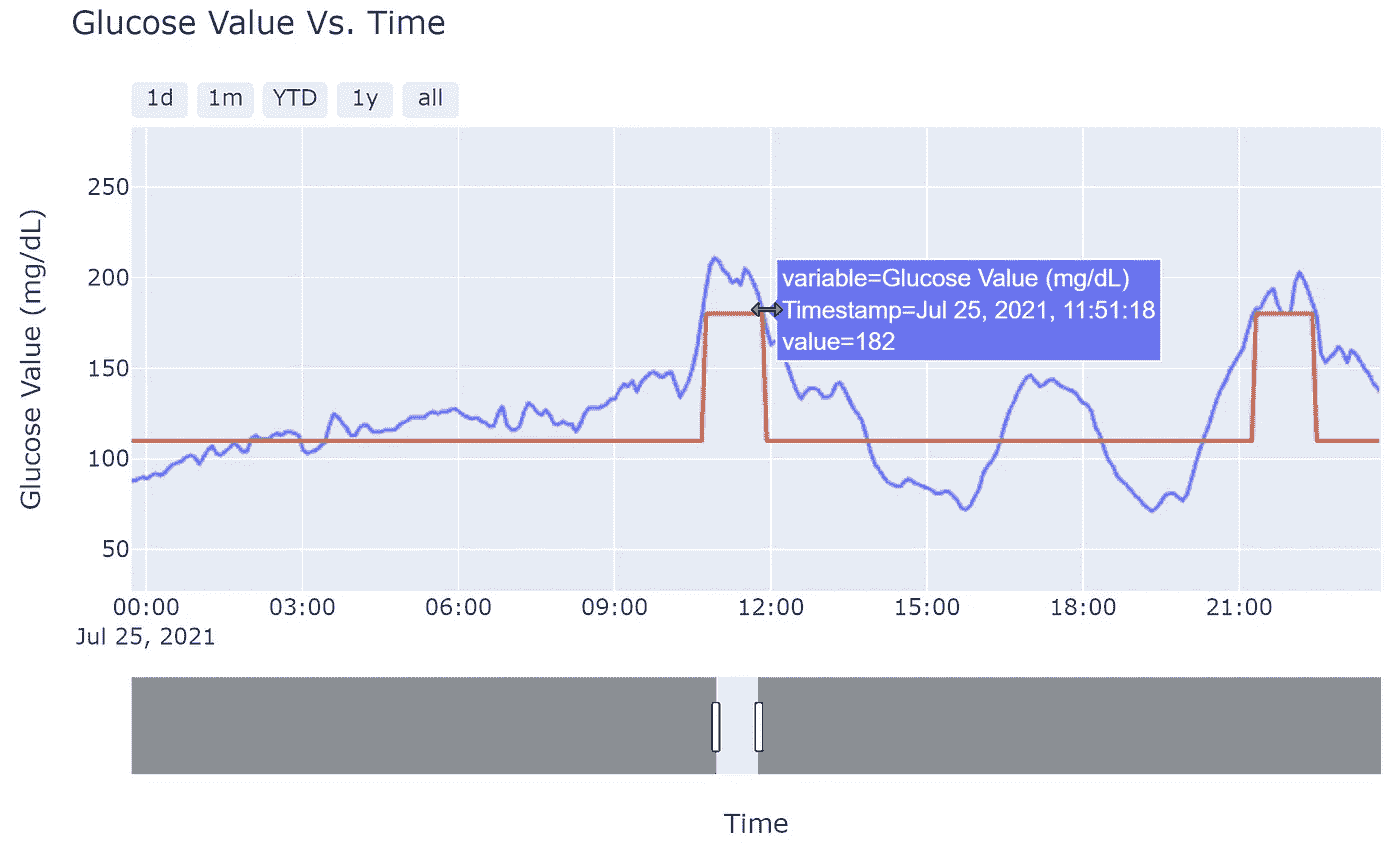 Glucose Value Vs. Time
1d 1m YTD 1y all
Glucose Value (mg/dL)
250
200
150
100
50
variable=Glucose Value (mg/dL)
Timestamp=Jul 25, 2021, 11:51:18
value=182
00:00 03:00 06:00 09:00 12:00 15:00 18:00 21:00
Jul 25, 2021
Time